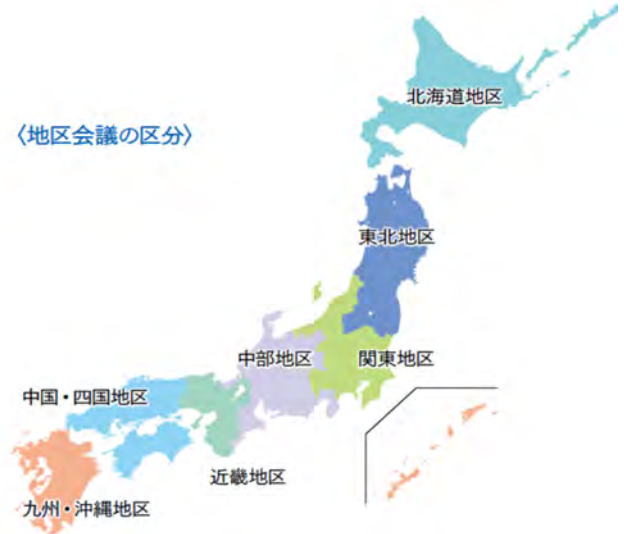 北海道地区
〈地区会議の区分〉
東北地区
中部地区
関東地区
中国・四国地区
近畿地区
九州・沖縄地区